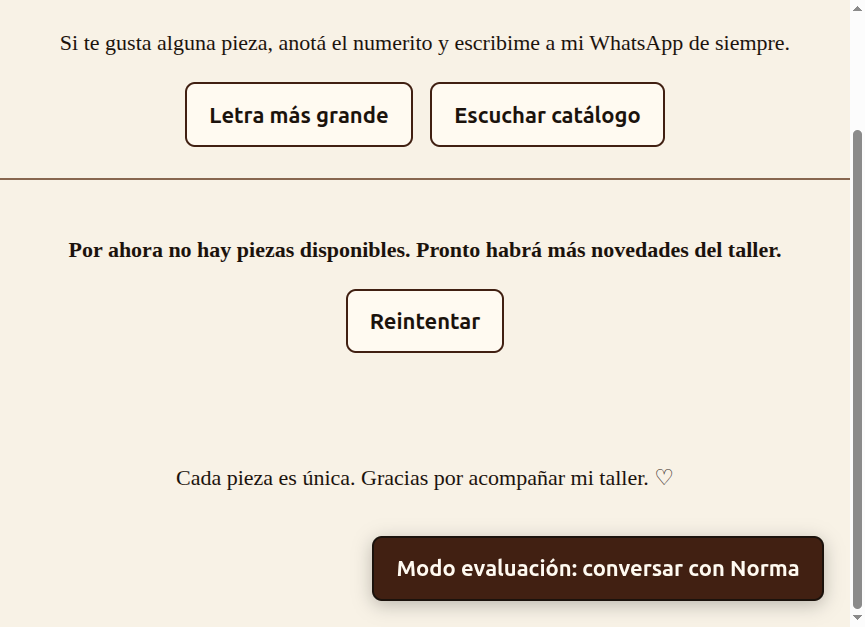 Si te gusta alguna pieza, anotá el numerito y escribime a mi WhatsApp de siempre.
Letra más grande
Escuchar catálogo
Por ahora no hay piezas disponibles. Pronto habrá más novedades del taller.
Reintentar
Cada pieza es única. Gracias por acompañar mi taller. ♡
Modo evaluación: conversar con Norma